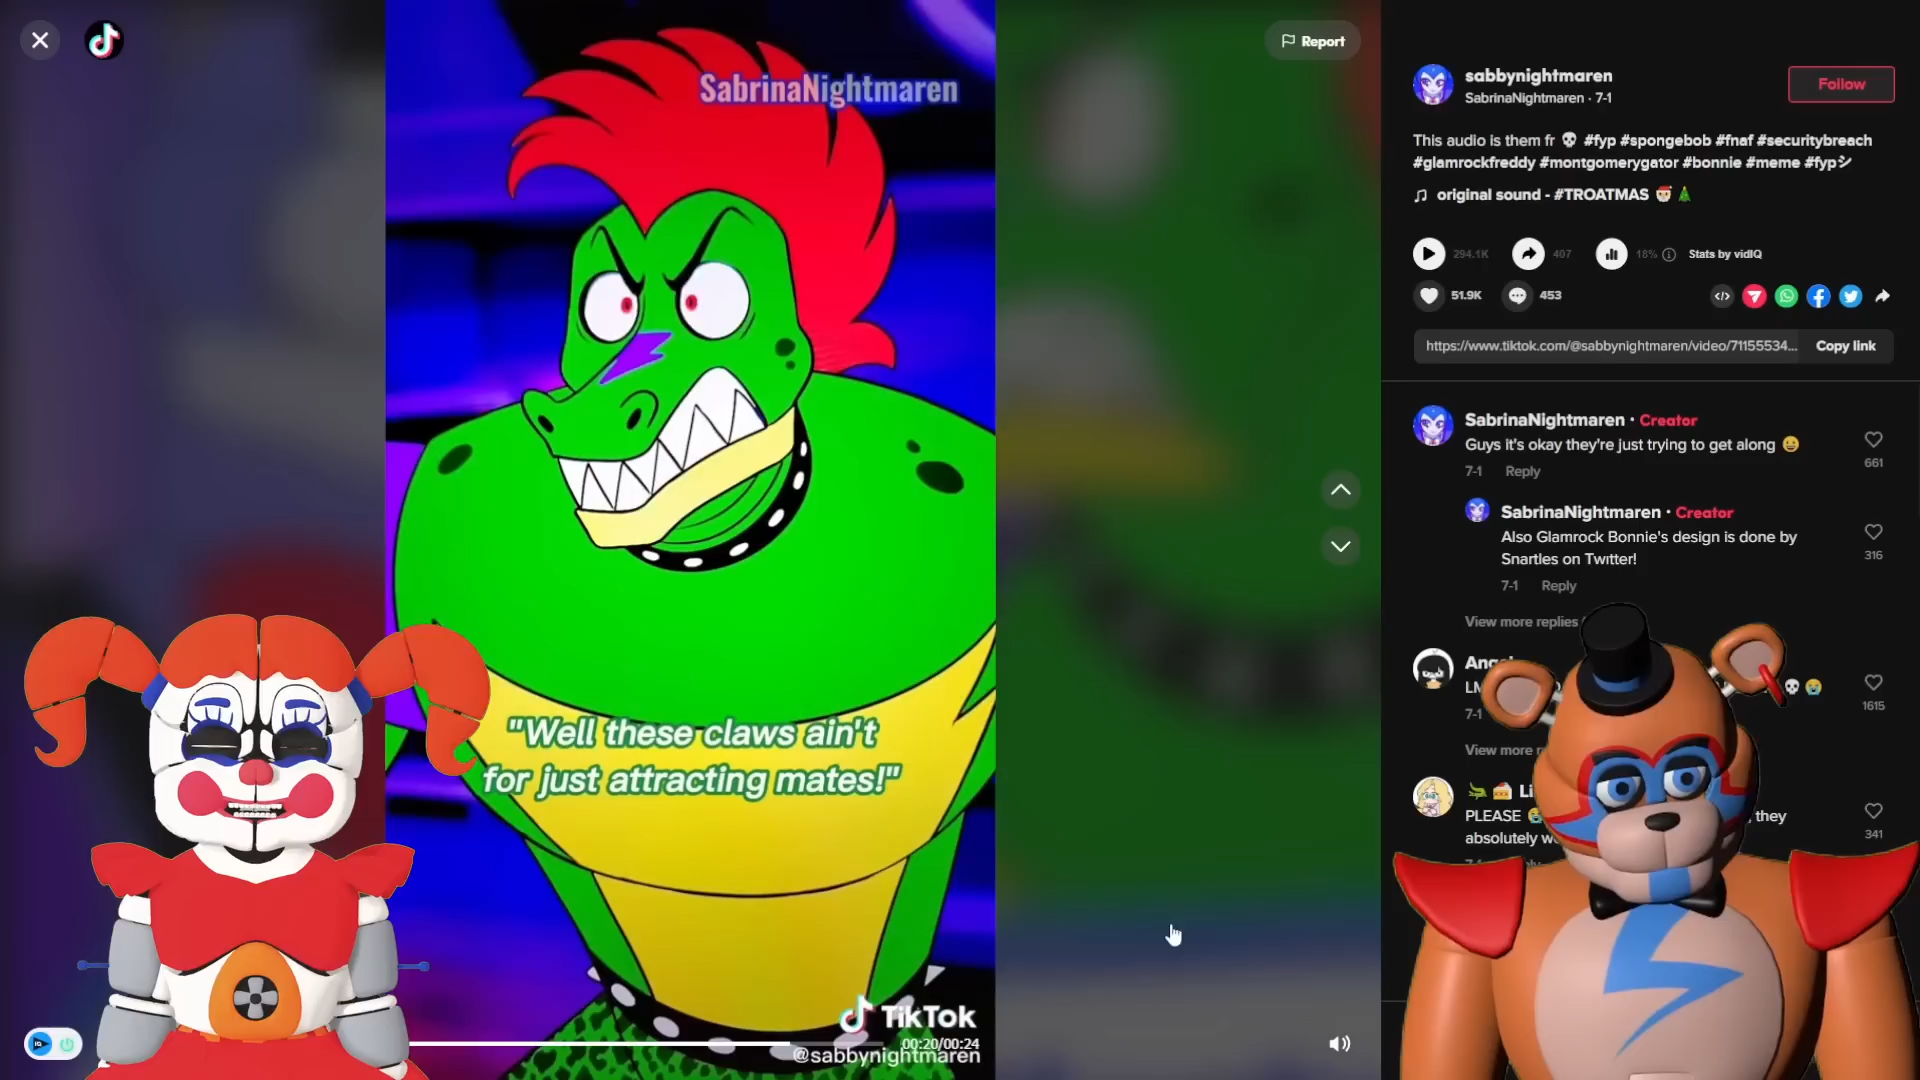 SabrinaNightmaren
"Well these claws ain't
for just attracting mates!"
TikTok
00:20/00:24
@sabbynightmaren
Report
sabbynightmaren
SabrinaNightmaren · 7-1
Follow
This audio is them fr 💀 #fyp #spongebob #fnaf #securitybreach
#glamrockfreddy #montgomerygator #bonnie #meme #fypシ
original sound - #TROATMAS 🎅🎄
294.1K
407
18%
Stats by vidIQ
51.9K
453
https://www.tiktok.com/@sabbynightmaren/video/71155534...
Copy link
SabrinaNightmaren · Creator
Guys it's okay they're just trying to get along 😀
7-1 Reply
661
SabrinaNightmaren · Creator
Also Glamrock Bonnie's design is done by
Snartles on Twitter!
7-1 Reply
316
View more replies
7-1
1615
View more
PLEASE 😭 they
absolutely
341